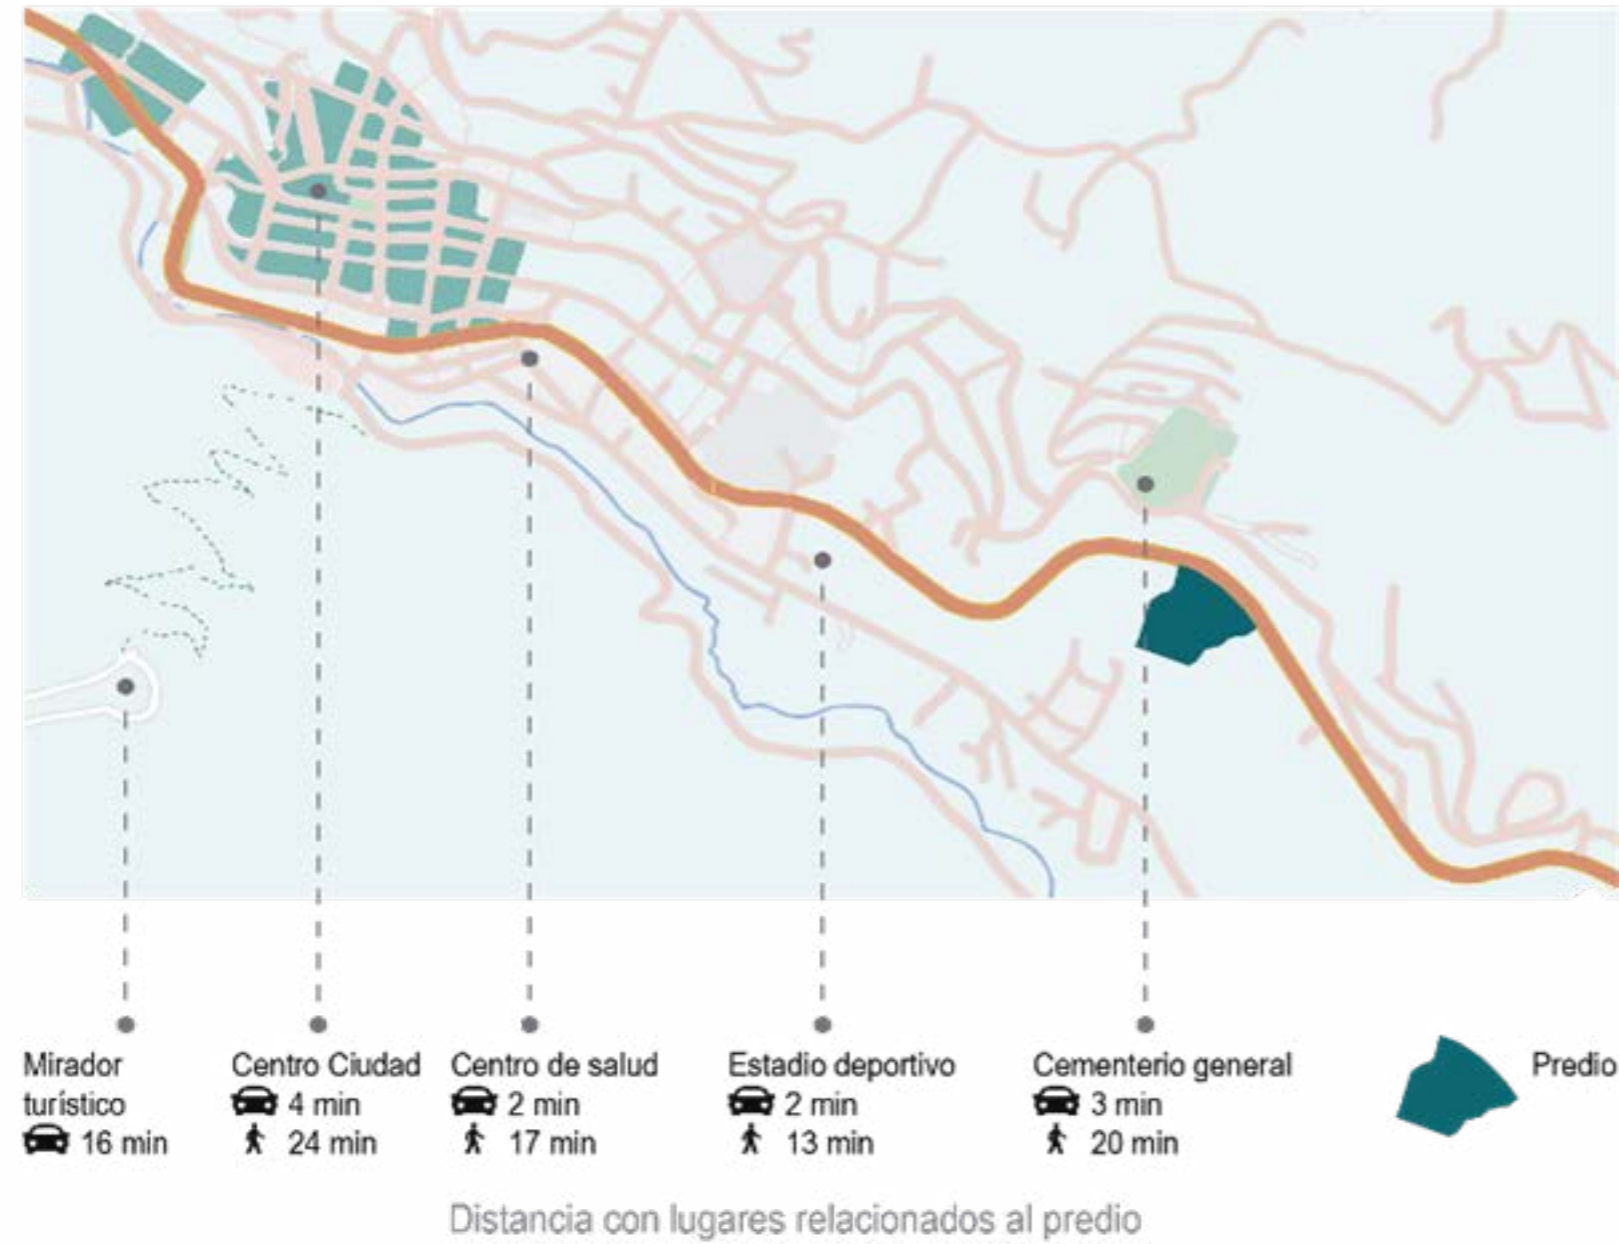 Mirador
turístico
16 min
Centro Ciudad
4 min
24 min
Centro de salud
2 min
17 min
Estadio deportivo
2 min
13 min
Cementerio general
3 min
20 min
Predio
Distancia con lugares relacionados al predio